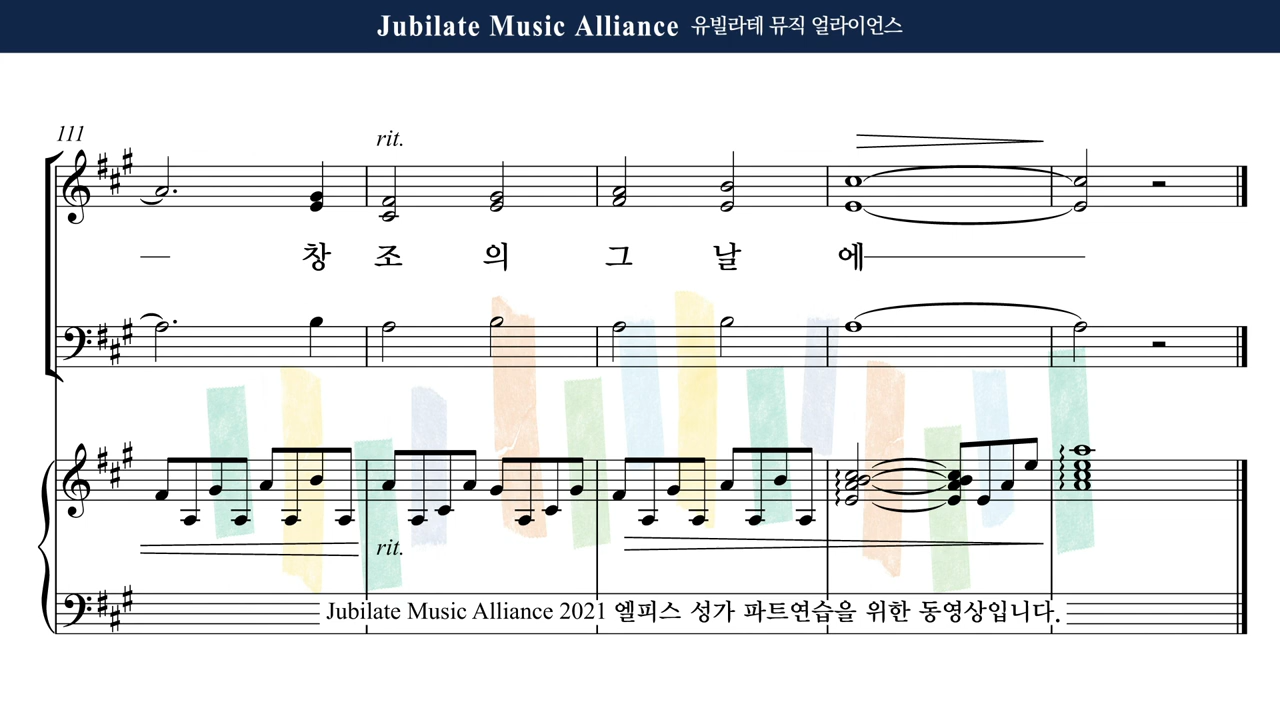 Jubilate Music Alliance 유빌라테 뮤직 얼라이언스
111
rit.
창 조 의 그 날 에
rit.
Jubilate Music Alliance 2021 엘피스 성가 파트연습을 위한 동영상입니다.